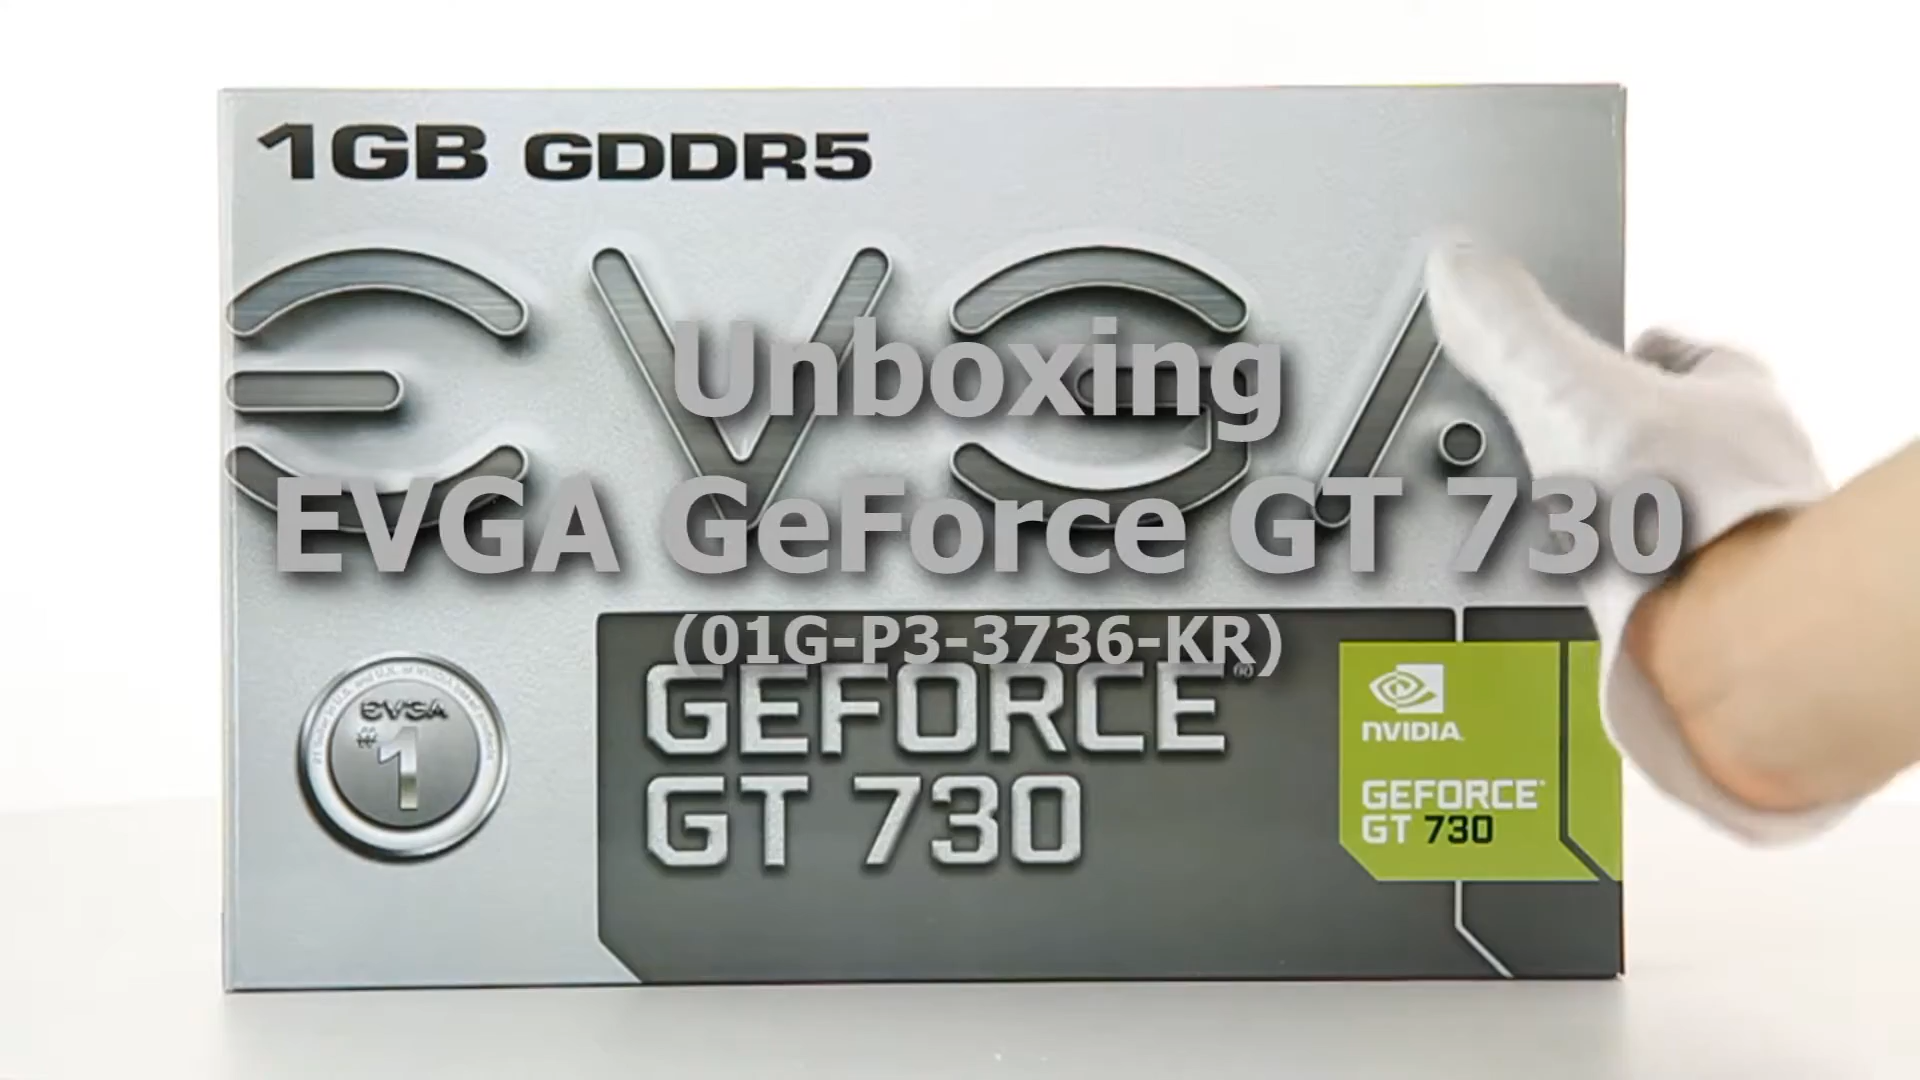 1GB GDDR5
EVGA
Unboxing
EVGA GeForce GT 730
(01G-P3-3736-KR)
GEFORCE®
GT 730
EVGA
#1
NVIDIA
GEFORCE
GT 730